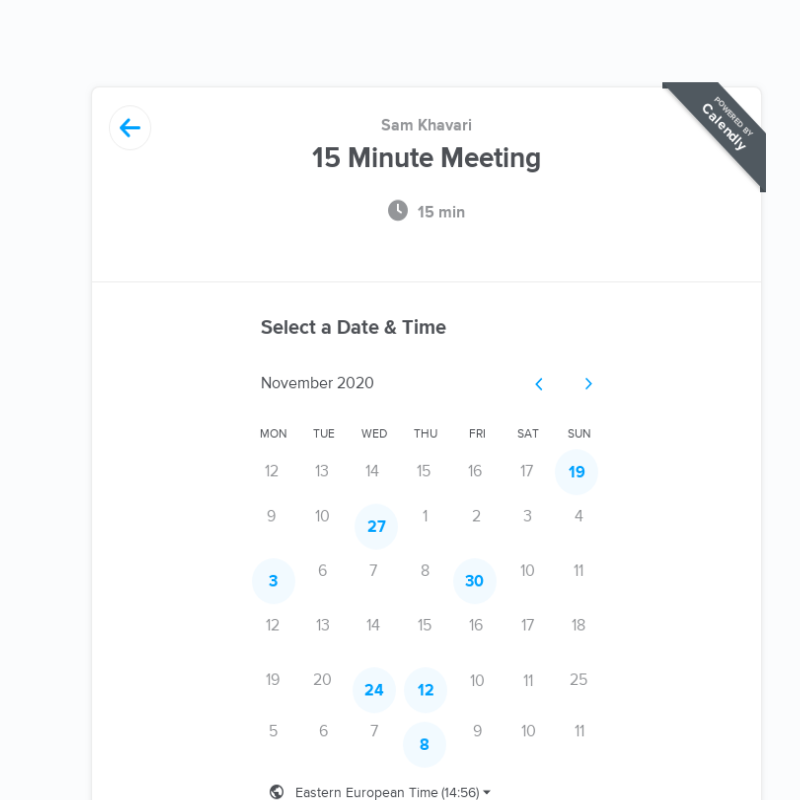 POWERED BY
Calendly
Sam Khavari
15 Minute Meeting
15 min
Select a Date & Time
November 2020
MON TUE WED THU FRI SAT SUN
12 13 14 15 16 17 19
9 10 27 1 2 3 4
3 6 7 8 30 10 11
12 13 14 15 16 17 18
19 20 24 12 10 11 25
5 6 7 8 9 10 11
Eastern European Time (14:56)